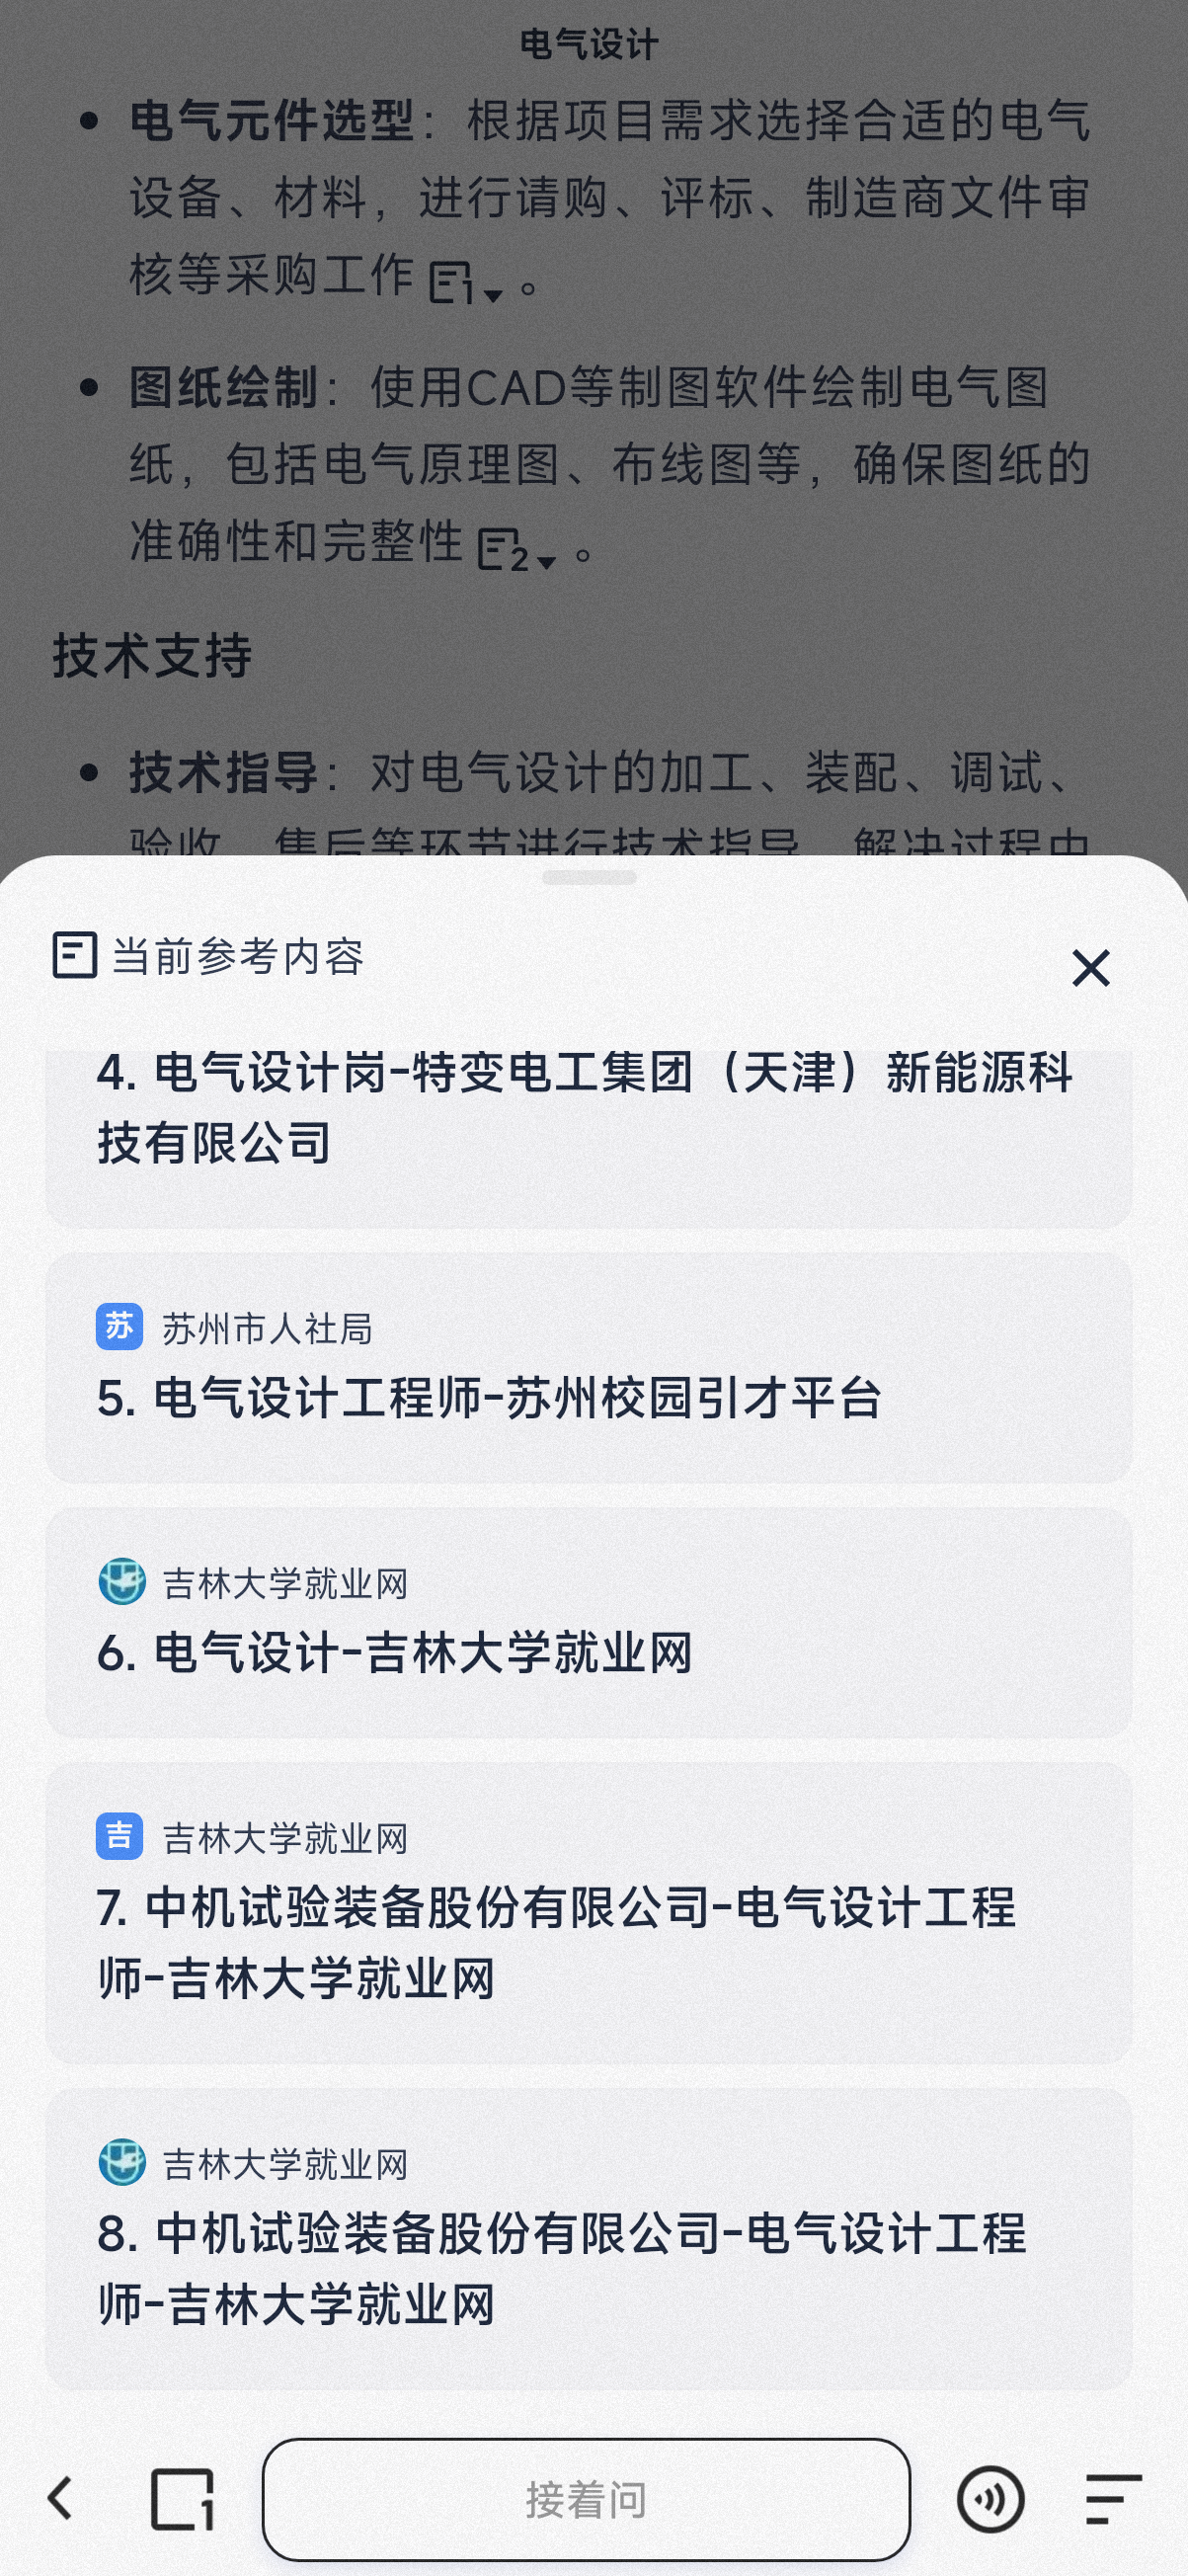 电气设计
• 电气元件选型：根据项目需求选择合适的电气
设备、材料，进行请购、评标、制造商文件审
核等采购工作 1 。
• 图纸绘制：使用CAD等制图软件绘制电气图
纸，包括电气原理图、布线图等，确保图纸的
准确性和完整性 2 。
技术支持
• 技术指导：对电气设计的加工、装配、调试、
验收、售后等环节进行技术指导，解决过程中
当前参考内容
4. 电气设计岗-特变电工集团（天津）新能源科
技有限公司
苏 苏州市人社局
5. 电气设计工程师-苏州校园引才平台
吉林大学就业网
6. 电气设计-吉林大学就业网
吉 吉林大学就业网
7. 中机试验装备股份有限公司-电气设计工程
师-吉林大学就业网
吉林大学就业网
8. 中机试验装备股份有限公司-电气设计工程
师-吉林大学就业网
1 接着问